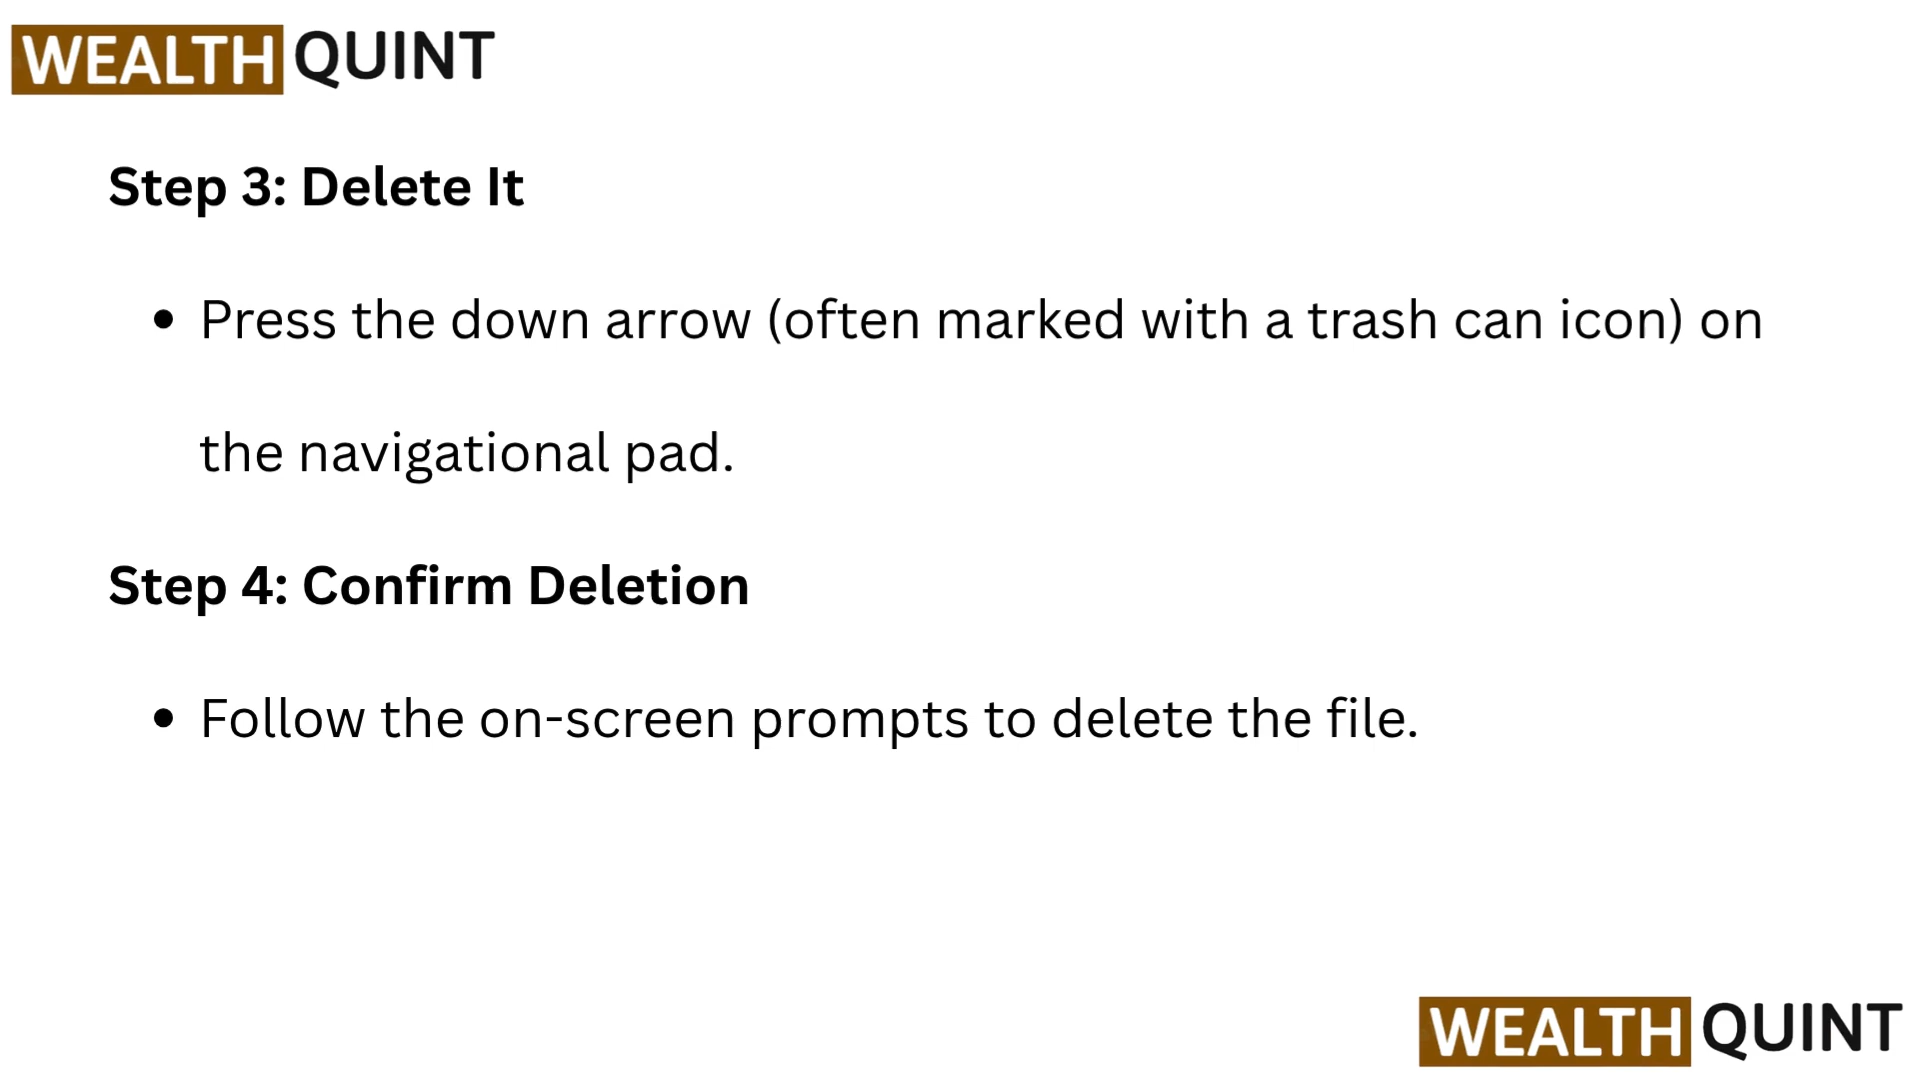 WEALTH QUINT
Step 3: Delete It
• Press the down arrow (often marked with a trash can icon) on
the navigational pad.
Step 4: Confirm Deletion
• Follow the on-screen prompts to delete the file.
WEALTH QUINT